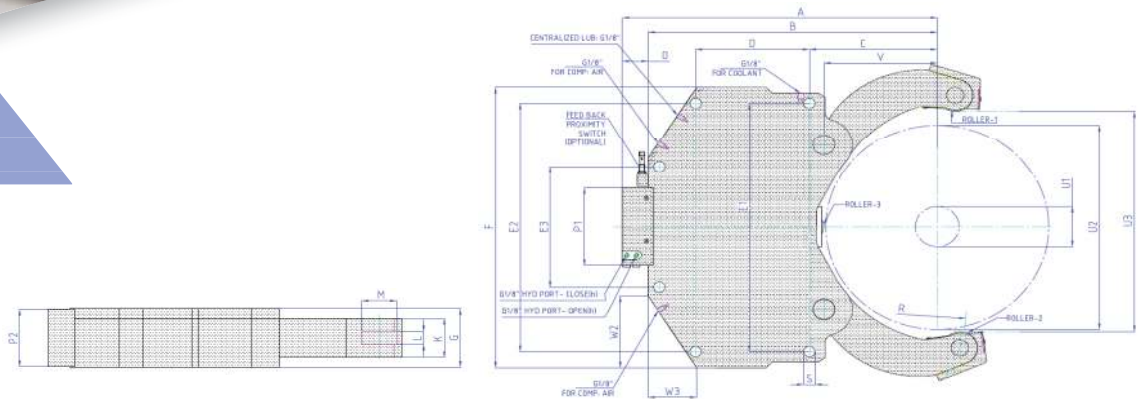 A
B
CENTRALIZED LUB: G1/8"
D
C
O
G1/8"
FOR COMP. AIR
G1/8"
FOR COOLANT
V
FEED BACK
PROXIMITY
SWITCH
(OPTIONAL)
ROLLER-1
F
E2
E3
P1
E1
ROLLER-3
U1
U2
U3
G1/8" HYD PORT- CLOSE(H)
G1/8" HYD PORT- OPEN(H)
M
P2
L
K
G
W2
R
ROLLER-2
S
G1/8"
FOR COMP. AIR
W3